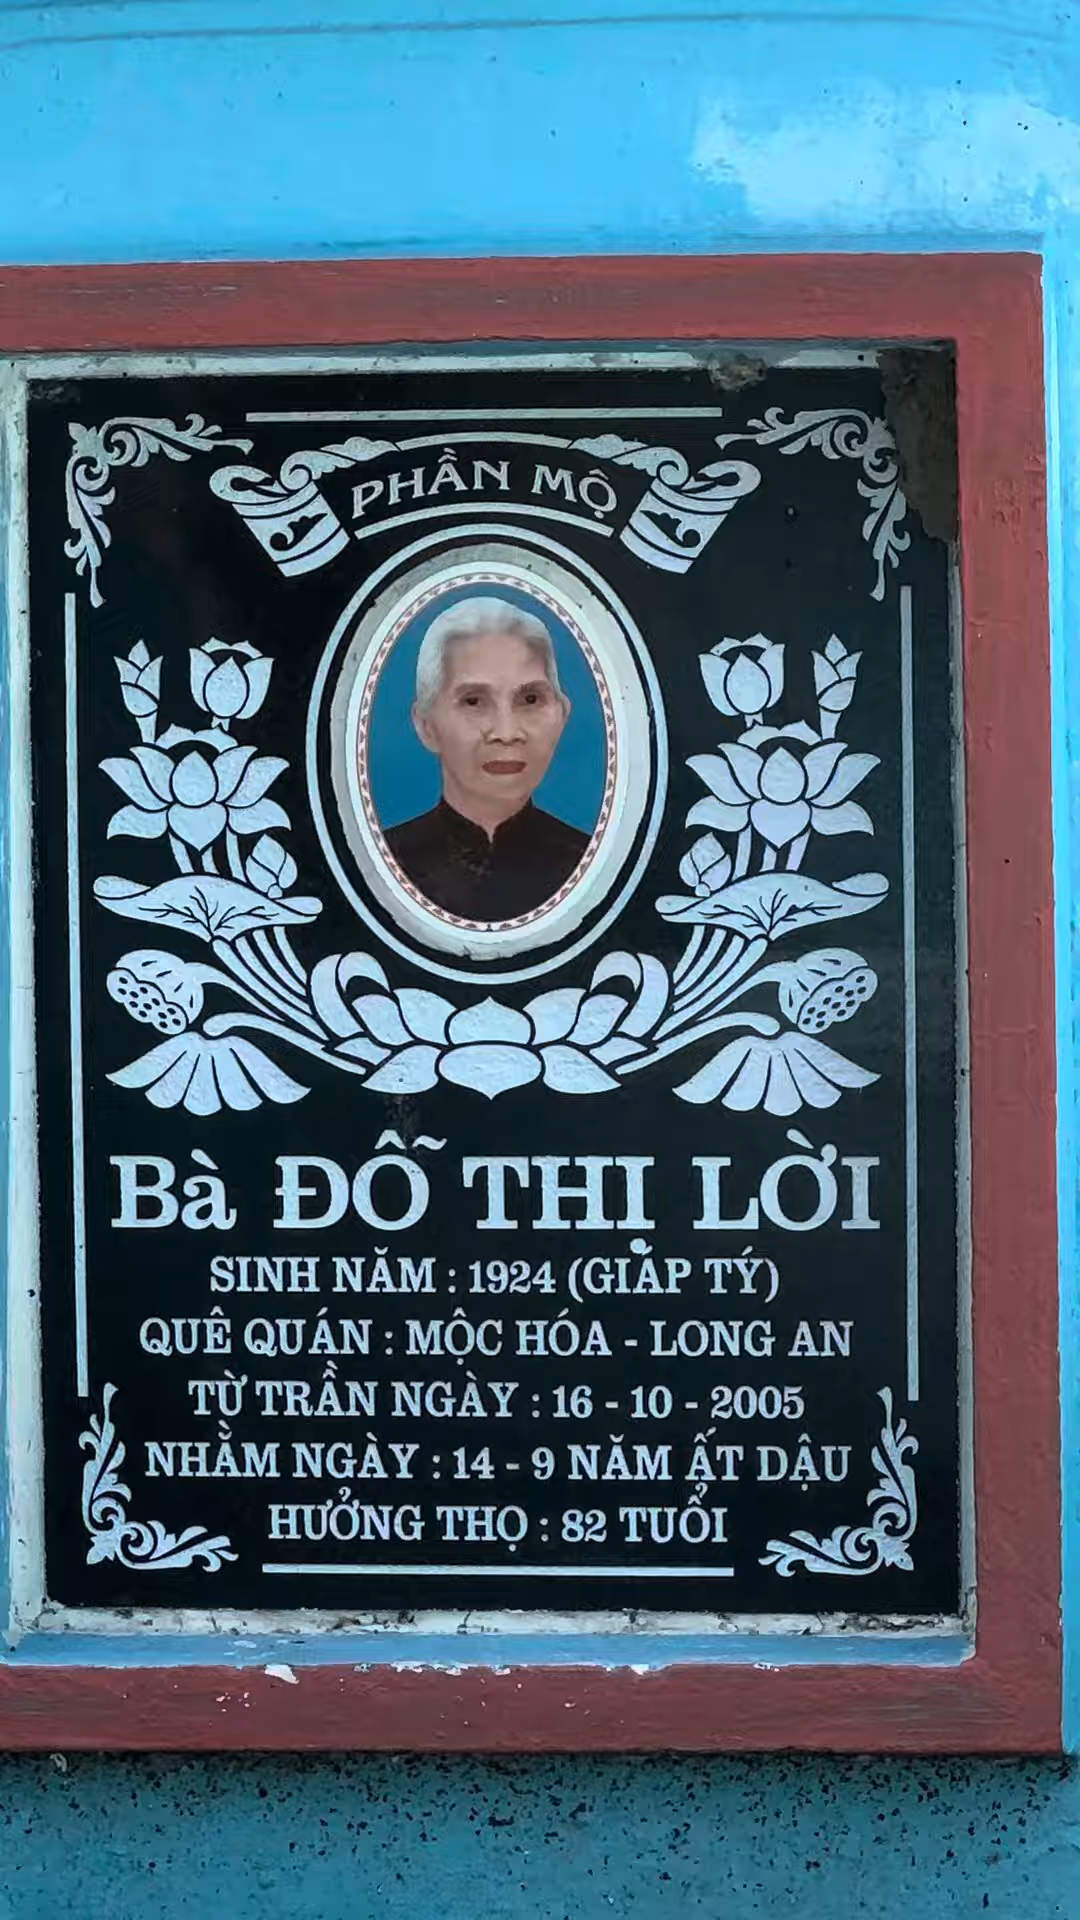 PHẦN MỘ
Bà ĐỖ THỊ LỜI
SINH NĂM : 1924 (GIÁP TÝ)
QUÊ QUÁN : MỘC HÓA - LONG AN
TỪ TRẦN NGÀY : 16 - 10 - 2005
NHẰM NGÀY : 14 - 9 NĂM ẤT DẬU
HƯỞNG THỌ : 82 TUỔI